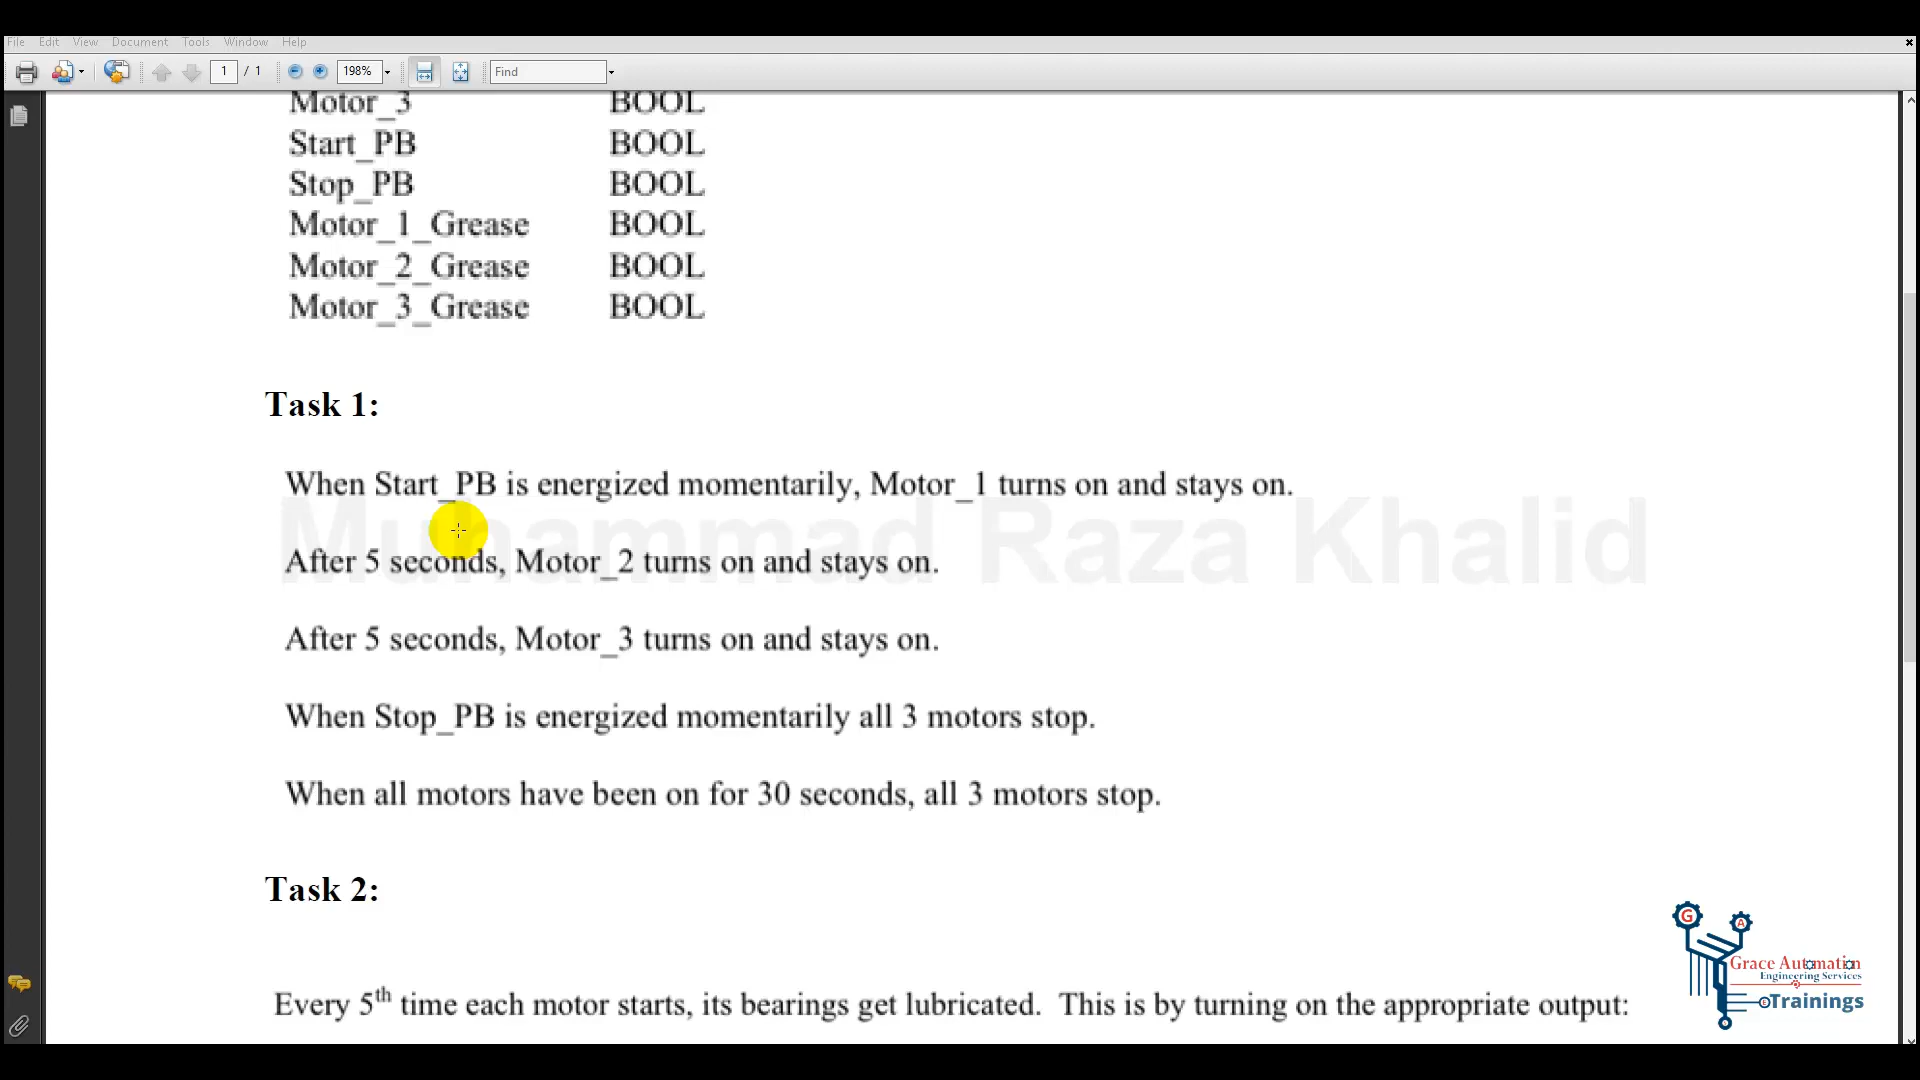 File Edit View Document Tools Window Help
1 / 1 198% Find
Motor_3 BOOL
Start_PB BOOL
Stop_PB BOOL
Motor_1_Grease BOOL
Motor_2_Grease BOOL
Motor_3_Grease BOOL
Task 1:
When Start_PB is energized momentarily, Motor_1 turns on and stays on.
Muhammad Raza Khalid
After 5 seconds, Motor_2 turns on and stays on.
After 5 seconds, Motor_3 turns on and stays on.
When Stop_PB is energized momentarily all 3 motors stop.
When all motors have been on for 30 seconds, all 3 motors stop.
Task 2:
G A
Grace Automation
Engineering Services
eTrainings
Every 5th time each motor starts, its bearings get lubricated. This is by turning on the appropriate output: